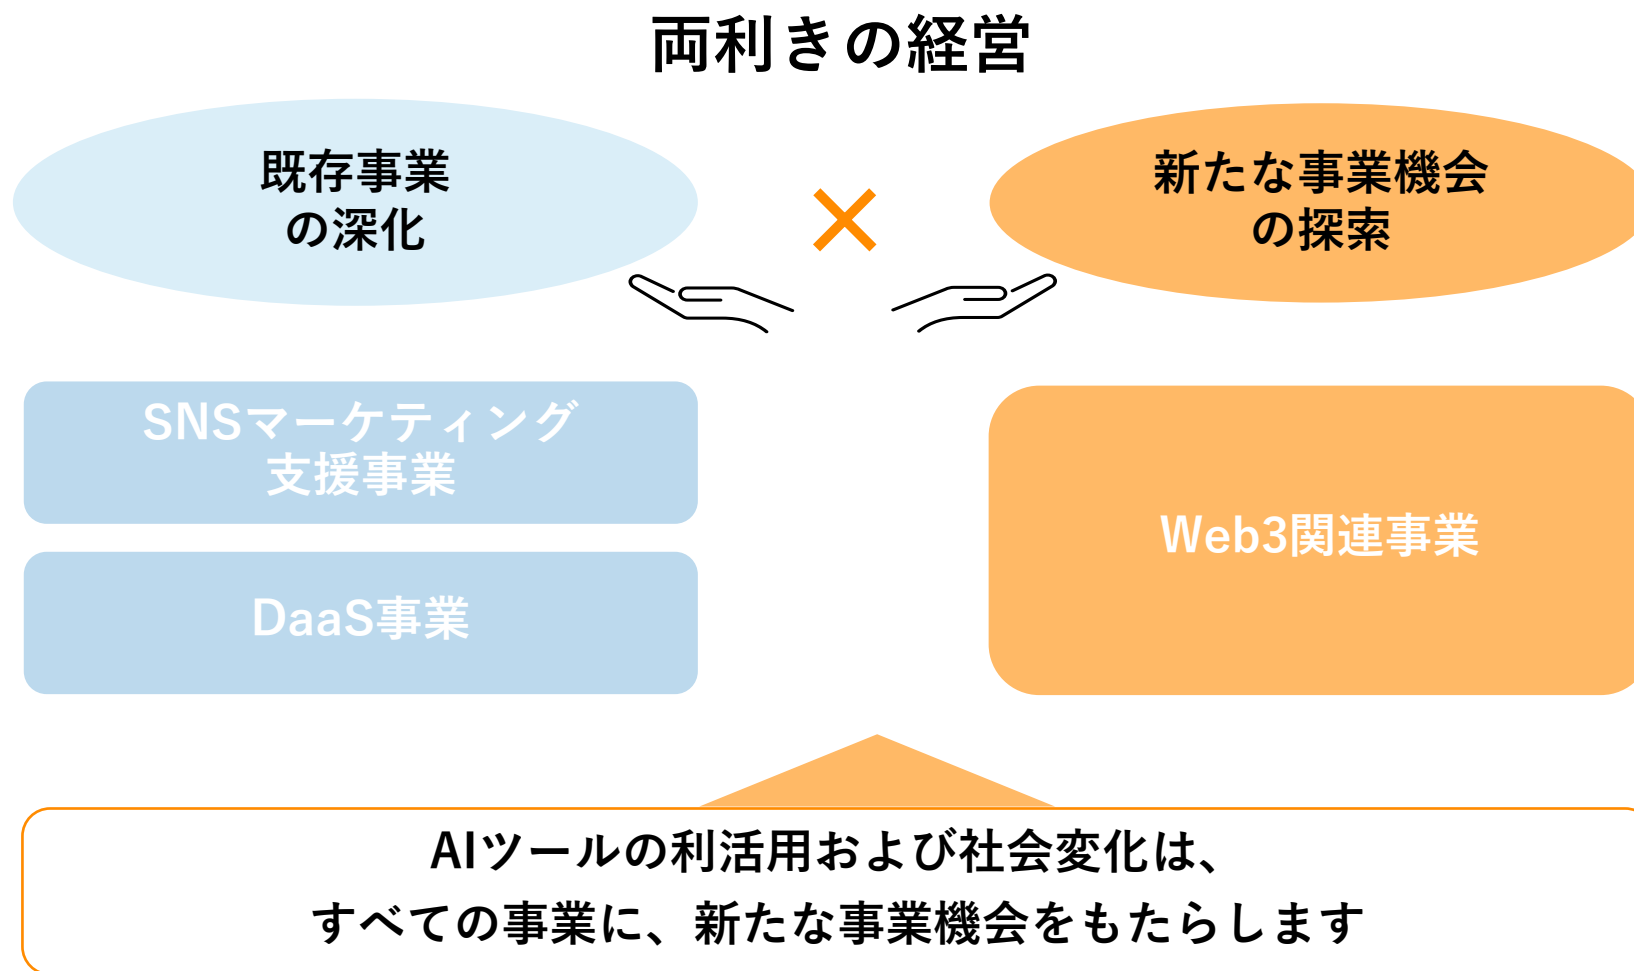 両利きの経営
既存事業
の深化
新たな事業機会
の探索
SNSマーケティング
支援事業
DaaS事業
Web3関連事業
AIツールの利活用および社会変化は、
すべての事業に、新たな事業機会をもたらします